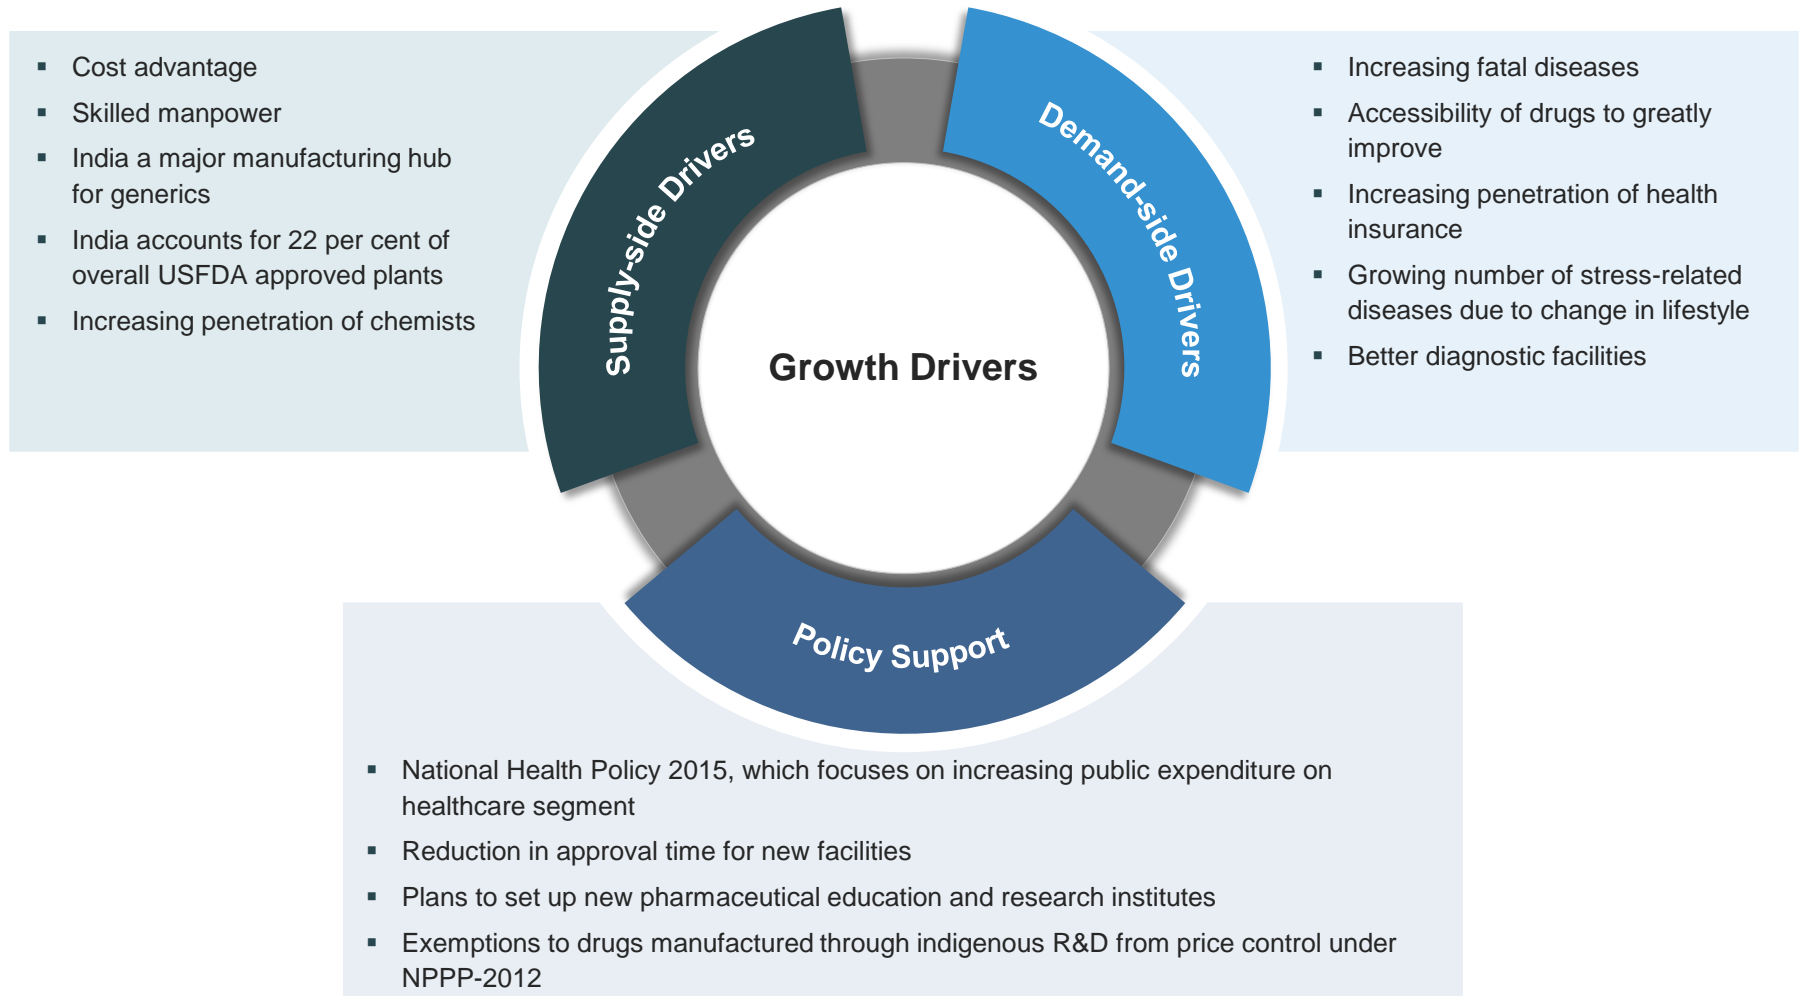 ▪ Cost advantage
▪ Skilled manpower
▪ India a major manufacturing hub
for generics
▪ India accounts for 22 per cent of
overall USFDA approved plants
▪ Increasing penetration of chemists
Supply-side Drivers
Growth Drivers
Demand-side Drivers
▪ Increasing fatal diseases
▪ Accessibility of drugs to greatly
improve
▪ Increasing penetration of health
insurance
▪ Growing number of stress-related
diseases due to change in lifestyle
▪ Better diagnostic facilities
Policy Support
▪ National Health Policy 2015, which focuses on increasing public expenditure on
healthcare segment
▪ Reduction in approval time for new facilities
▪ Plans to set up new pharmaceutical education and research institutes
▪ Exemptions to drugs manufactured through indigenous R&D from price control under
NPPP-2012